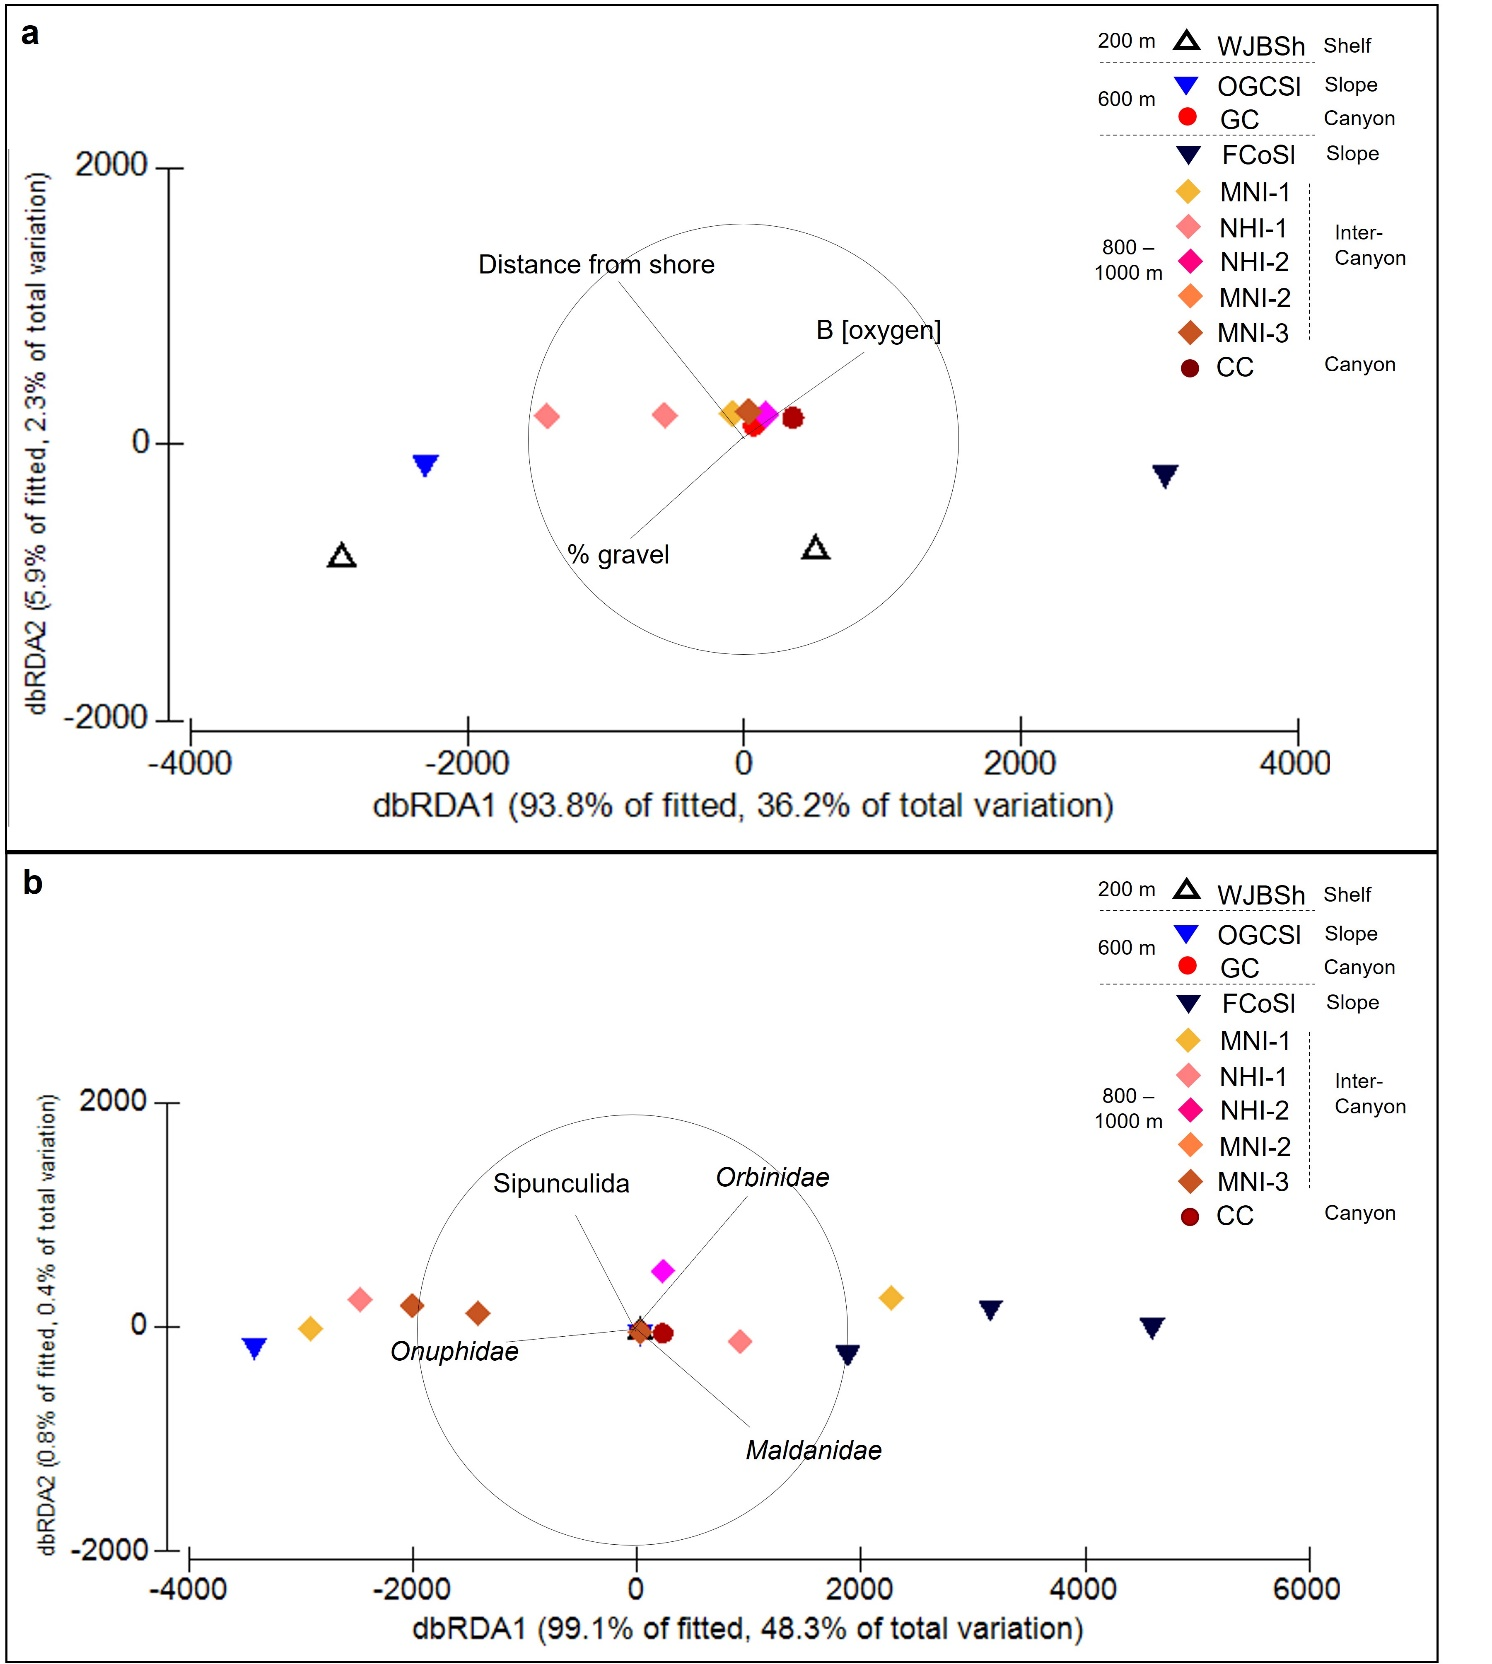 a
200 m WJBSh Shelf
600 m
OGCSl Slope
GC Canyon
800 –
1000 m
FCoSl Slope
MNI-1
NHI-1
NHI-2
MNI-2
MNI-3
Inter-
Canyon
CC Canyon
2000
0
-2000
dbRDA2 (5.9% of fitted, 2.3% of total variation)
Distance from shore
B [oxygen]
% gravel
-4000 -2000 0 2000 4000
dbRDA1 (93.8% of fitted, 36.2% of total variation)
b
200 m WJBSh Shelf
600 m
OGCSl Slope
GC Canyon
800 –
1000 m
FCoSl Slope
MNI-1
NHI-1
NHI-2
MNI-2
MNI-3
Inter-
Canyon
CC Canyon
2000
0
-2000
dbRDA2 (0.8% of fitted, 0.4% of total variation)
Sipunculida
Orbinidae
Onuphidae
Maldanidae
-4000 -2000 0 2000 4000 6000
dbRDA1 (99.1% of fitted, 48.3% of total variation)